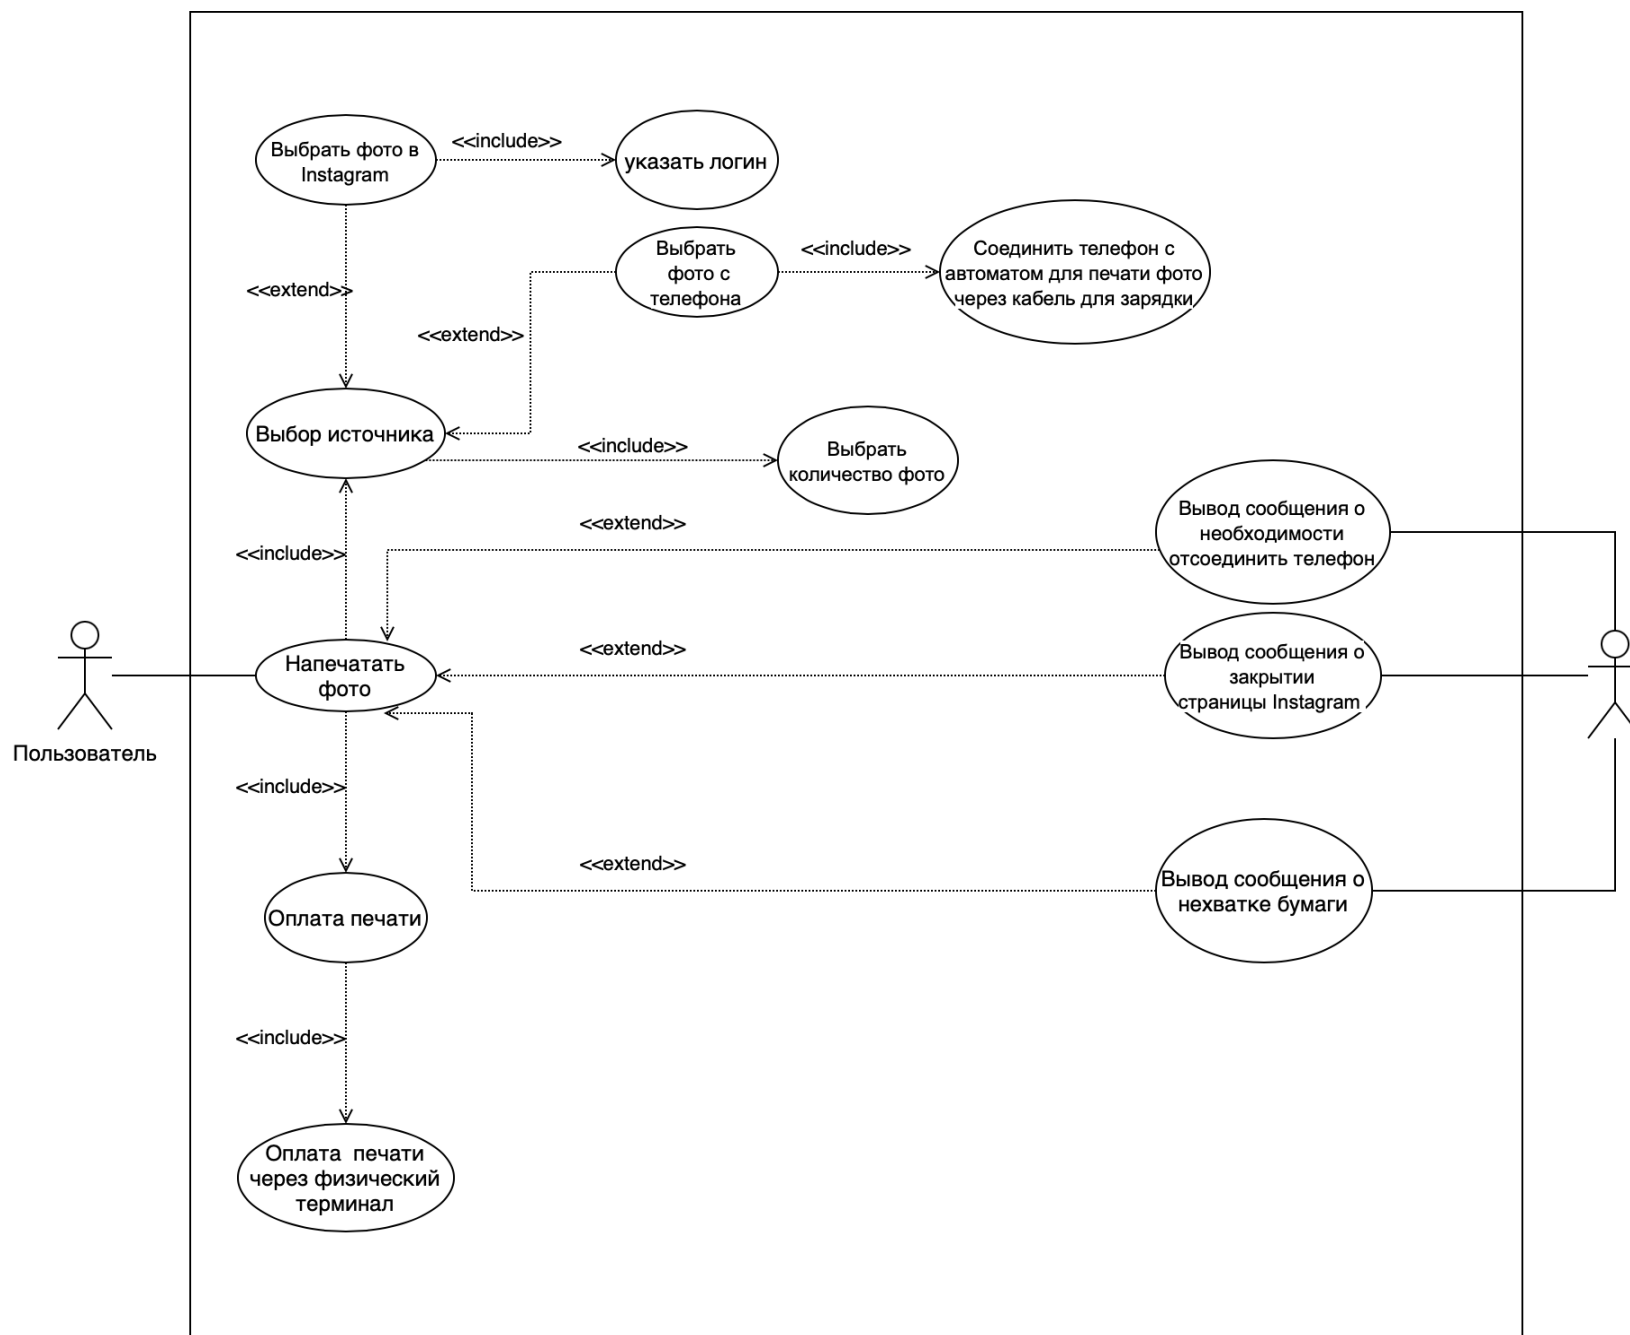 Выбрать фото в
Instagram
<<include>>
указать логин
Выбрать
фото с
телефона
<<include>>
Соединить телефон с
автоматом для печати фото
через кабель для зарядки
<<extend>>
<<extend>>
Выбор источника
<<include>>
Выбрать
количество фото
<<extend>>
Вывод сообщения о
необходимости
отсоединить телефон
<<include>>
Напечатать
фото
<<extend>>
Вывод сообщения о
закрытии
страницы Instagram
Пользователь
<<include>>
<<extend>>
Вывод сообщения о
нехватке бумаги
Оплата печати
<<include>>
Оплата печати
через физический
терминал